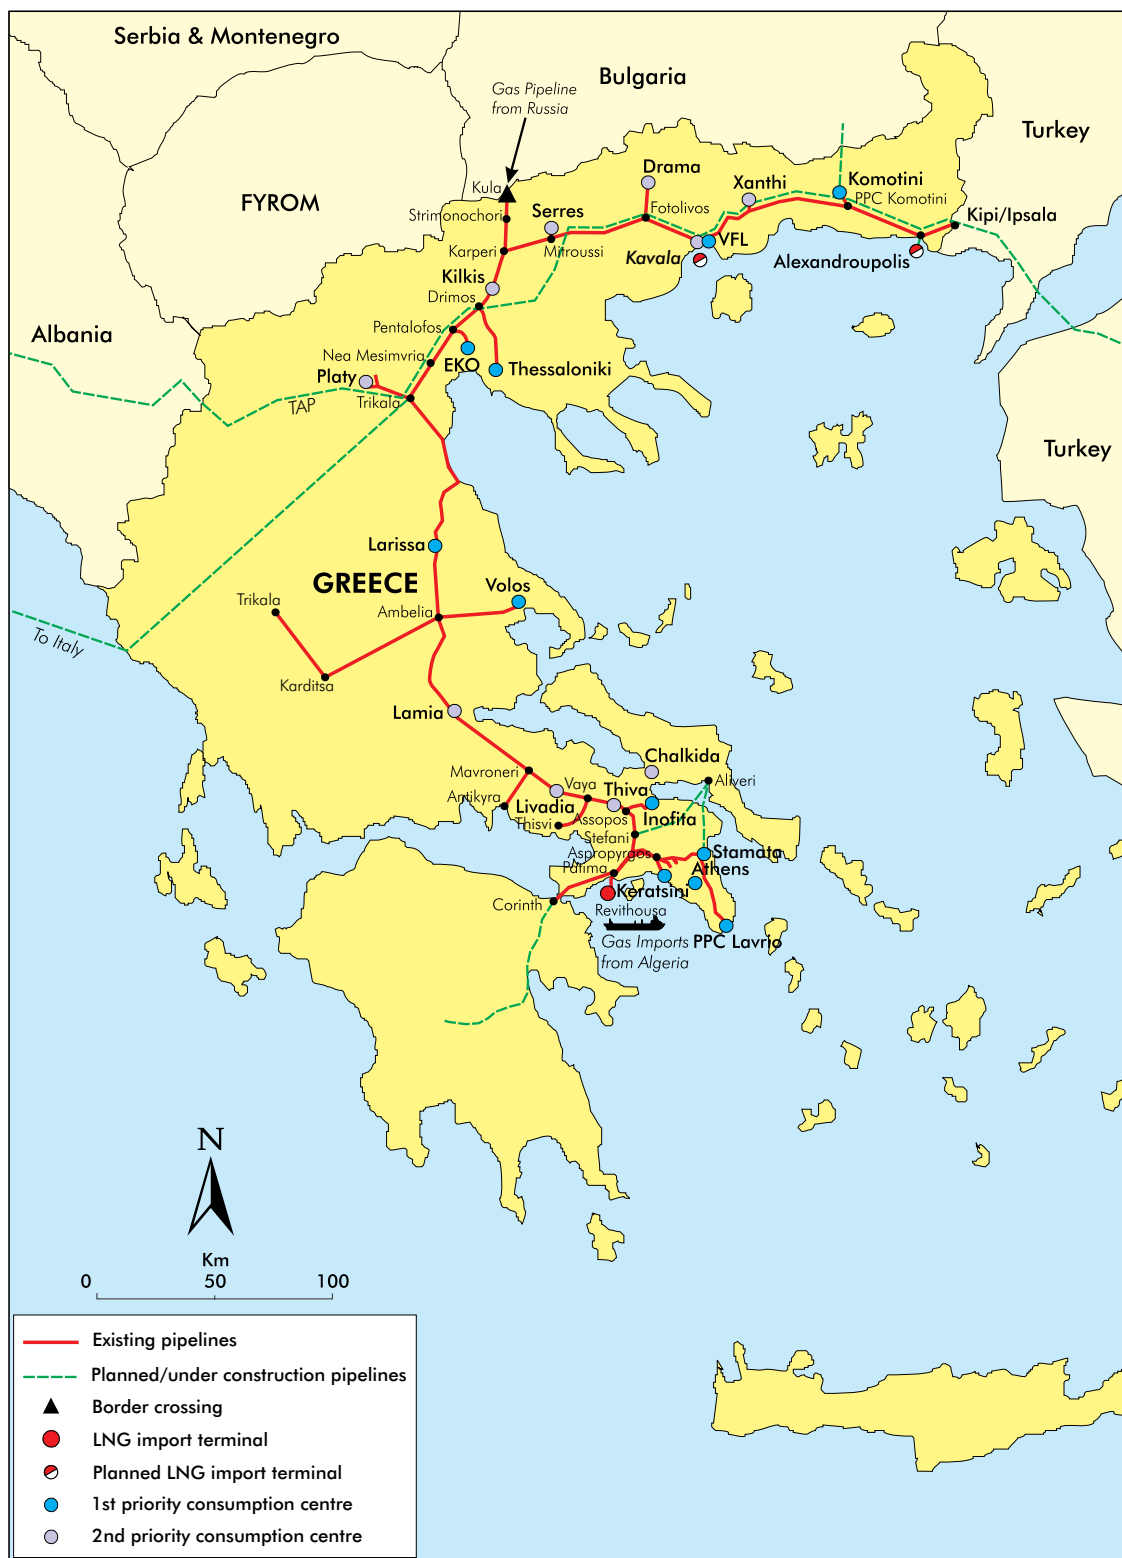 Serbia & Montenegro
Bulgaria
Gas Pipeline
from Russia
Turkey
FYROM
Drama
Xanthi
Komotini
Kula
PPC Komotini
Strimonochori
Serres
Fotolivos
Kipi/Ipsala
Karperi
Mitroussi
Kavala
VFL
Alexandroupolis
Kilkis
Drimos
Albania
Pentalofos
Nea Mesimvria
EKO
Thessaloniki
Platy
Trikala
TAP
Turkey
Larissa
GREECE
Volos
Trikala
Ambelia
To Italy
Karditsa
Lamia
Chalkida
Mavroneri
Vaya
Thiva
Aliveri
Antikyra
Livadia
Inofita
Thisvi
Assopos
Stefani
Aspropyrgos
Stamata
Patima
Athens
Keratsini
Corinth
Revithousa
Gas Imports
from Algeria
PPC Lavrio
N
Km
0 50 100
Existing pipelines
Planned/under construction pipelines
Border crossing
LNG import terminal
Planned LNG import terminal
1st priority consumption centre
2nd priority consumption centre